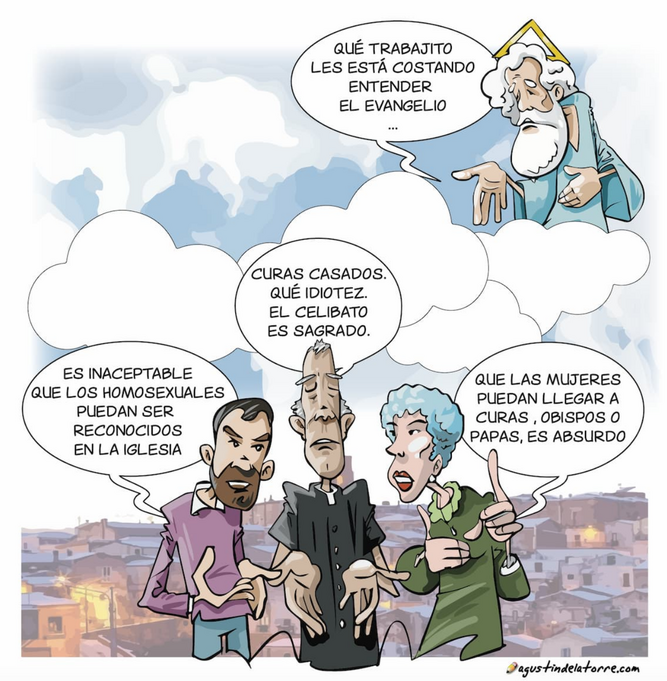 QUÉ TRABAJITO
LES ESTÁ COSTANDO
ENTENDER
EL EVANGELIO
...
CURAS CASADOS.
QUÉ IDIOTEZ.
EL CELIBATO
ES SAGRADO.
ES INACEPTABLE
QUE LOS HOMOSEXUALES
PUEDAN SER
RECONOCIDOS
EN LA IGLESIA
QUE LAS MUJERES
PUEDAN LLEGAR A
CURAS , OBISPOS O
PAPAS, ES ABSURDO
agustindelatorre.com